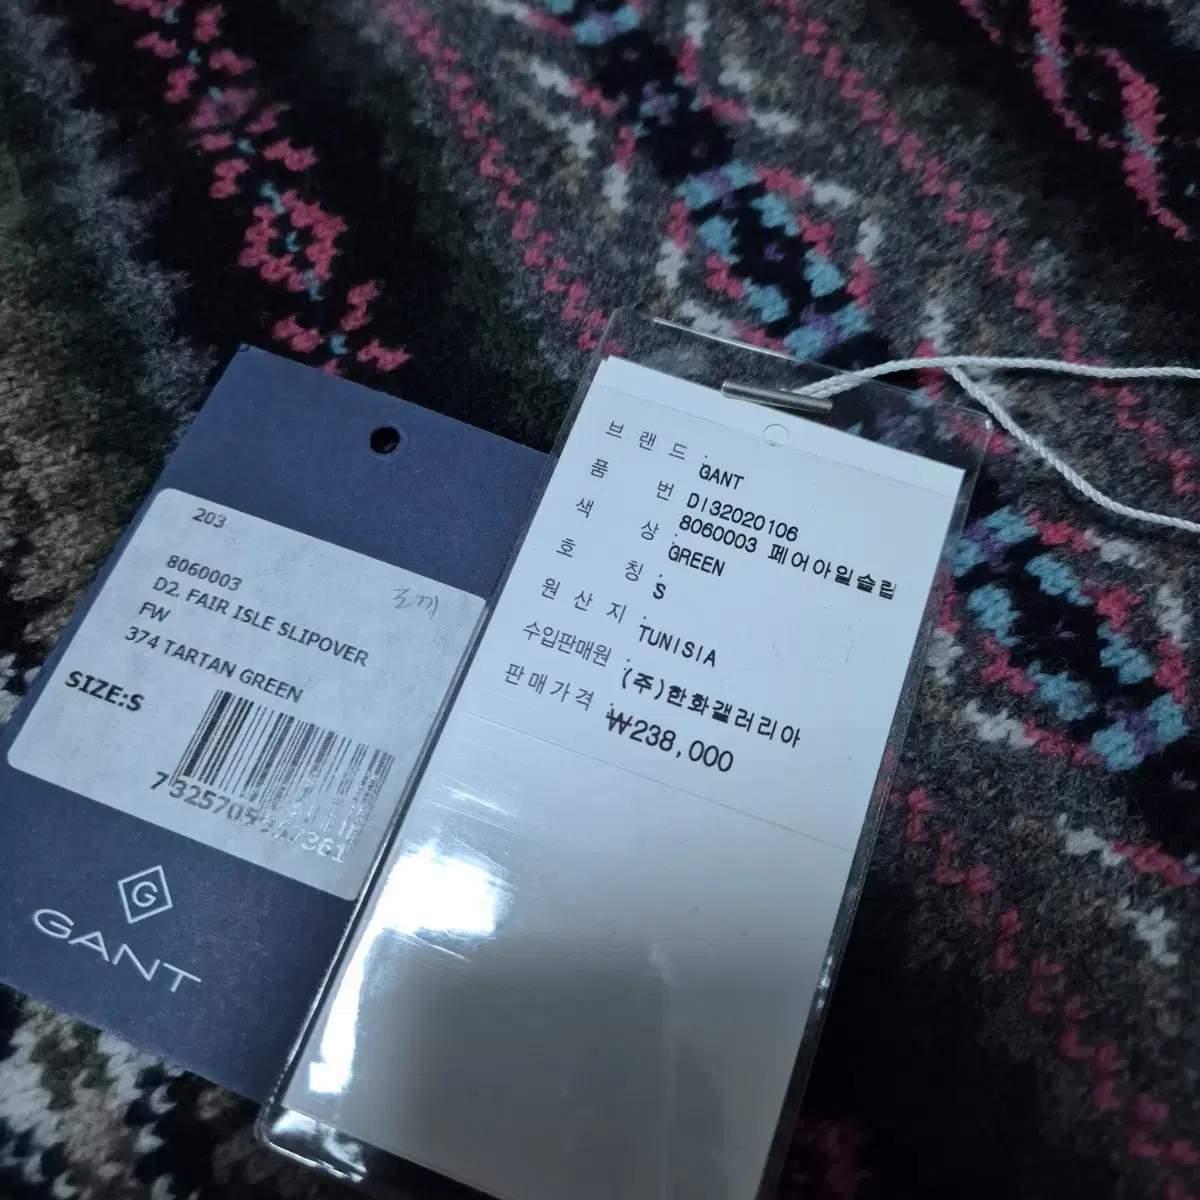 203
8060003
조끼
D2. FAIR ISLE SLIPOVER
FW
374 TARTAN GREEN
SIZE:S
G
GANT
브 랜 드 : GANT
품 번 : DI32020106
8060003 페어아일슬립
색 상 : GREEN
호 칭 : S
원 산 지 : TUNISIA
수입판매원 : (주)한화갤러리아
판 매 가 격 : ₩238,000